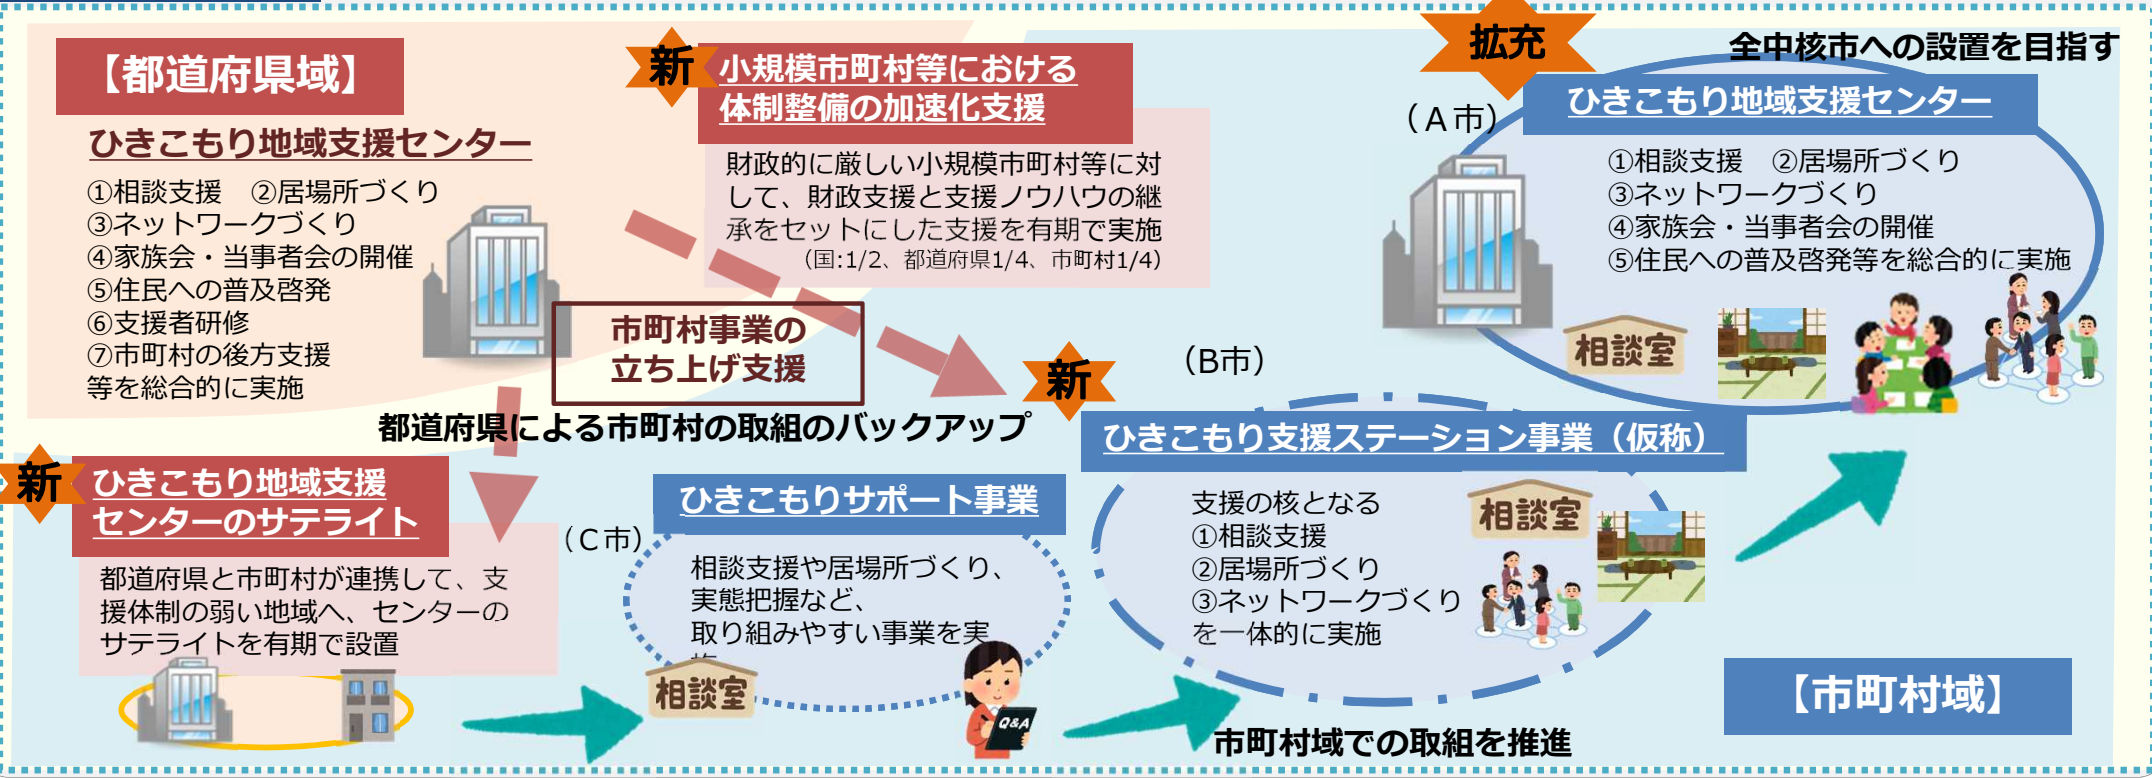 【都道府県域】
ひきこもり地域支援センター
①相談支援　②居場所づくり
③ネットワークづくり
④家族会・当事者会の開催
⑤住民への普及啓発
⑥支援者研修
⑦市町村の後方支援
等を総合的に実施
新
小規模市町村等における
体制整備の加速化支援
財政的に厳しい小規模市町村等に対
して、財政支援と支援ノウハウの継
承をセットにした支援を有期で実施
（国:1/2、都道府県1/4、市町村1/4）
市町村事業の
立ち上げ支援
都道府県による市町村の取組のバックアップ
拡充
全中核市への設置を目指す
（Ａ市）
ひきこもり地域支援センター
①相談支援　②居場所づくり
③ネットワークづくり
④家族会・当事者会の開催
⑤住民への普及啓発等を総合的に実施
相談室
新
ひきこもり地域支援
センターのサテライト
都道府県と市町村が連携して、支
援体制の弱い地域へ、センターの
サテライトを有期で設置
（Ｃ市）
ひきこもりサポート事業
相談支援や居場所づくり、
実態把握など、
取り組みやすい事業を実
相談室
Q&A
新
（B市）
ひきこもり支援ステーション事業（仮称）
支援の核となる
①相談支援
②居場所づくり
③ネットワークづくり
を一体的に実施
相談室
市町村域での取組を推進
【市町村域】